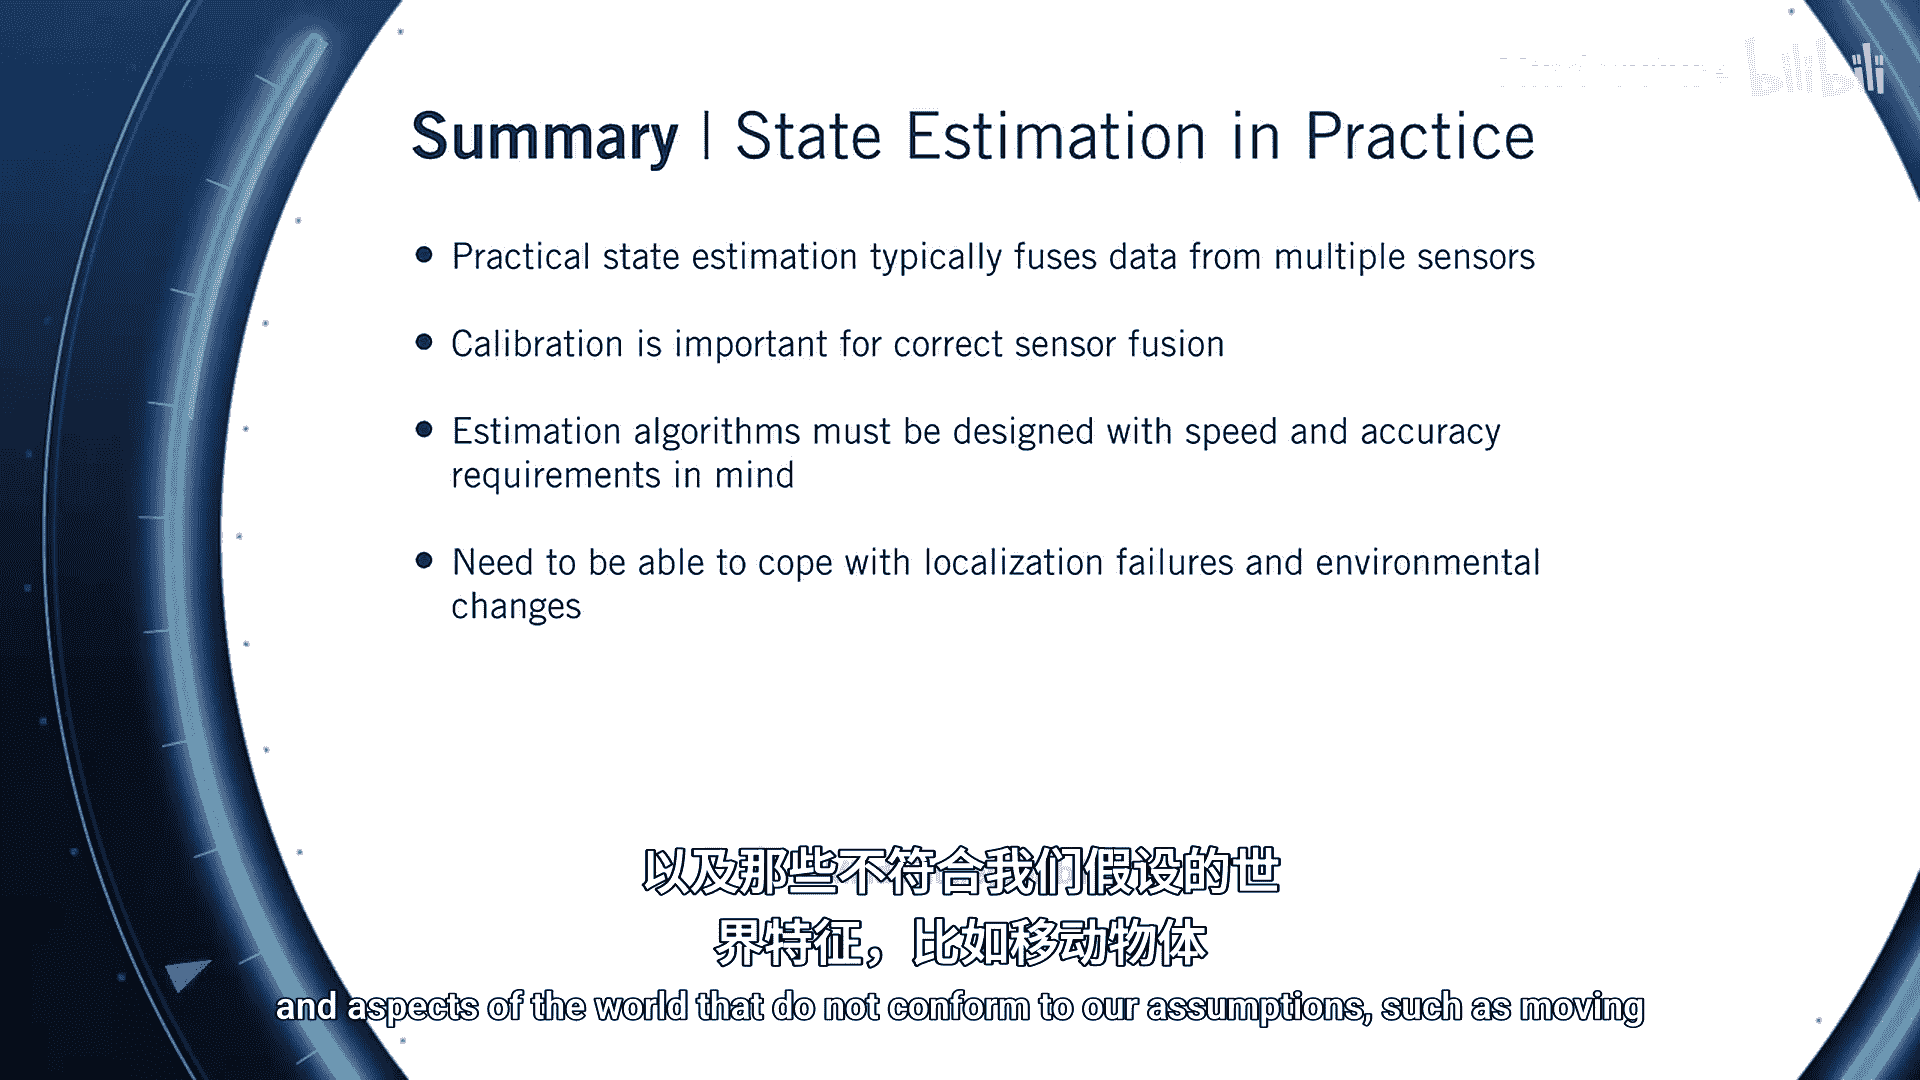 bilibili
Summary | State Estimation in Practice
● Practical state estimation typically fuses data from multiple sensors
● Calibration is important for correct sensor fusion
● Estimation algorithms must be designed with speed and accuracy
requirements in mind
● Need to be able to cope with localization failures and environmental
changes
以及那些不符合我们假设的世
界特征，比如移动物体
and aspects of the world that do not conform to our assumptions, such as moving